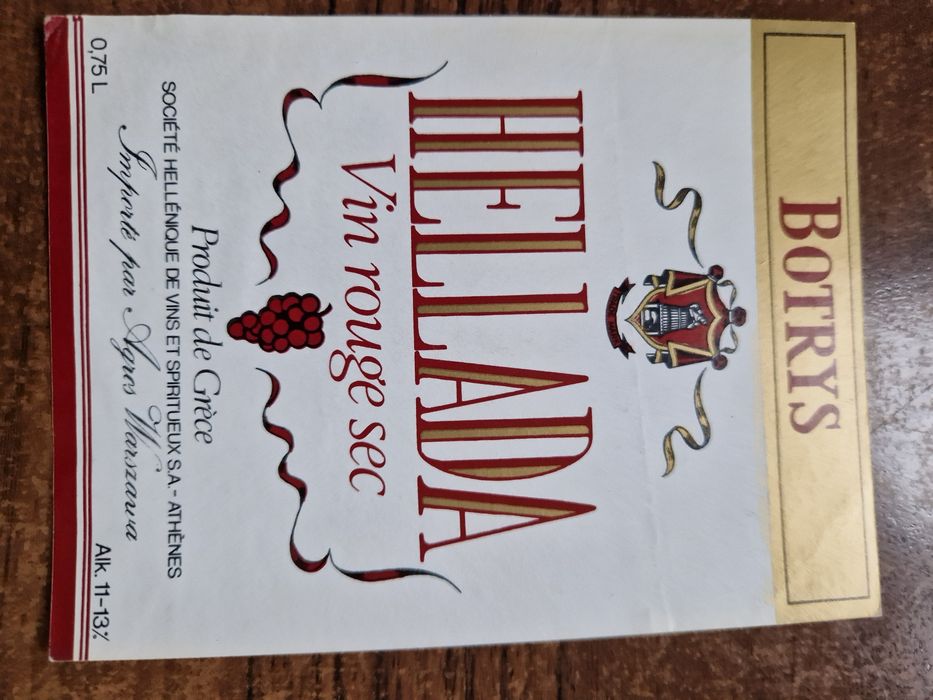 BOTRYS
HELLADA
Vin rouge sec
Produit de Grèce
SOCIÉTÉ HELLÉNIQUE DE VINS ET SPIRITUEUX S.A - ATHÈNES
Importé par Agros Warszawa
0,75 L
Alk. 11-13%